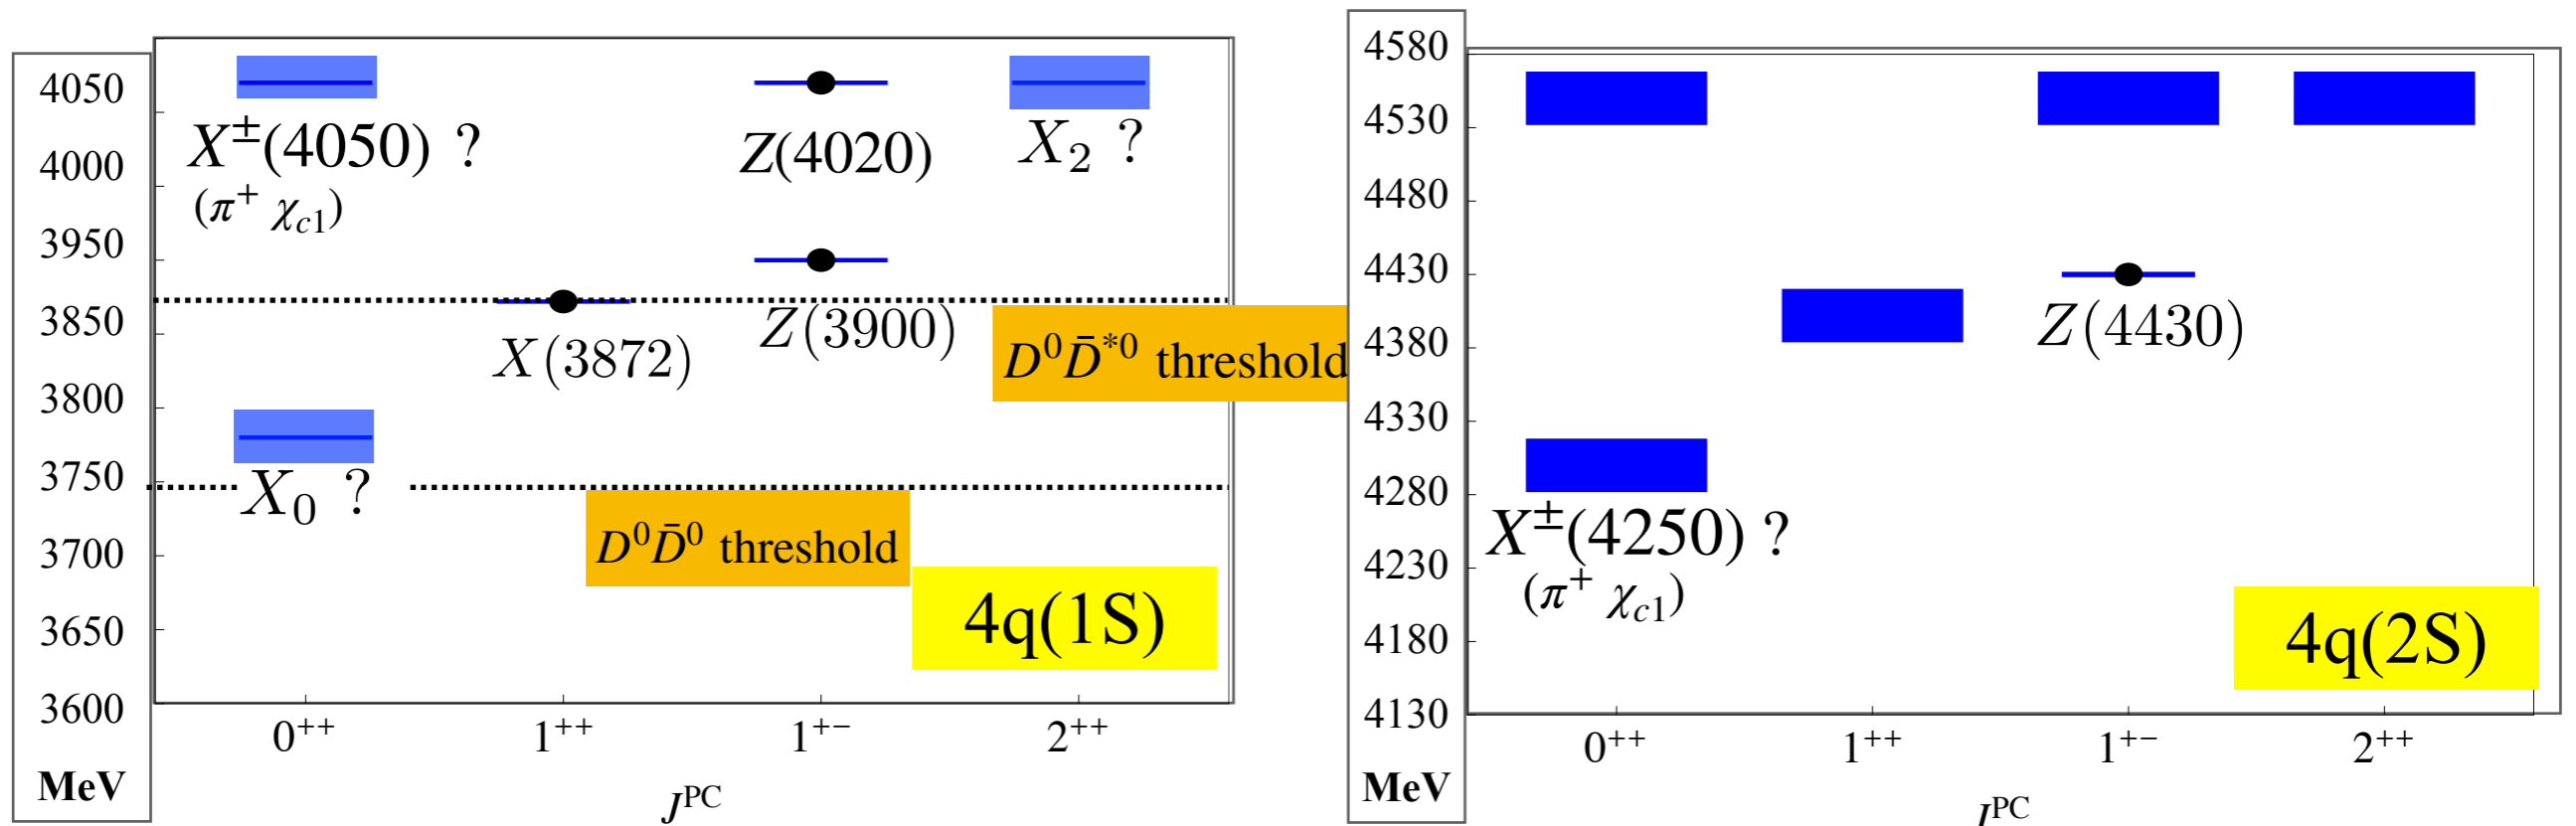 4050
4000
3950
3850
3800
3750
3700
3650
3600
MeV
X±(4050) ?
(π⁺ χc1)
Z(4020)
X₂ ?
X(3872)
Z(3900)
D⁰D̄*⁰ threshold
X₀ ?
D⁰D̄⁰ threshold
4q(1S)
0⁺⁺ 1⁺⁺ 1⁺⁻ 2⁺⁺
Jᴾᶜ
4580
4530
4480
4430
4380
4330
4280
4230
4180
4130
MeV
Z(4430)
X±(4250) ?
(π⁺ χc1)
4q(2S)
0⁺⁺ 1⁺⁺ 1⁺⁻ 2⁺⁺
Jᴾᶜ